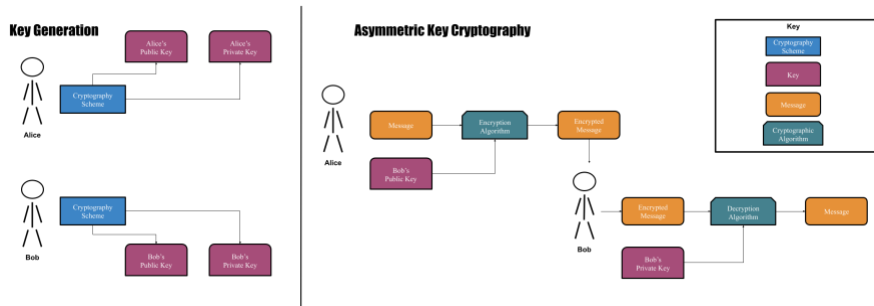 Key Generation
Alice's
Public Key
Alice's
Private Key
Cryptography
Scheme
Alice
Cryptography
Scheme
Bob
Bob's
Public Key
Bob's
Private Key
Asymmetric Key Cryptography
Alice
Message
Encryption
Algorithm
Encrypted
Message
Bob's
Public Key
Bob
Encrypted
Message
Decryption
Algorithm
Message
Bob's
Private Key
Key
Cryptography
Scheme
Key
Message
Cryptographic
Algorithm